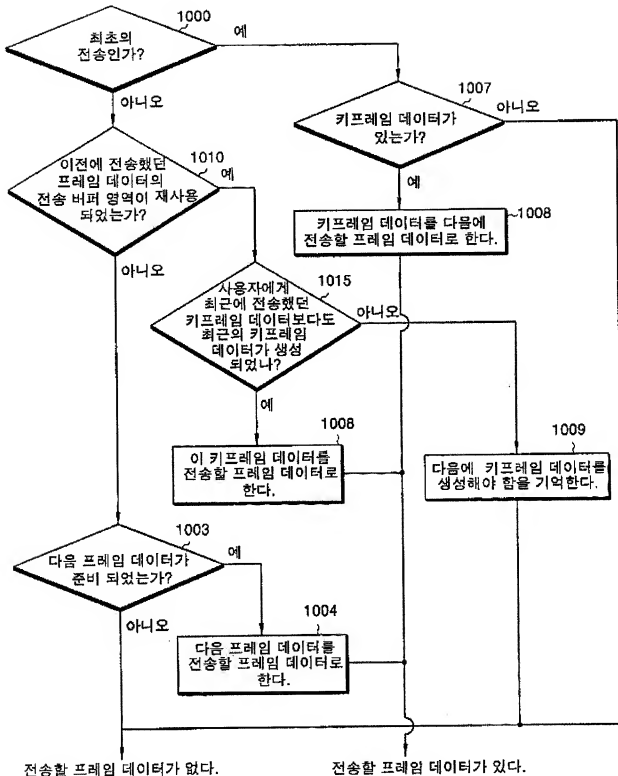 1000
최초의
전송인가?
예
아니오
1007
키프레임 데이터가
있는가?
아니오
예
1010
이전에 전송했던
프레임 데이터의
전송 버퍼 영역이 재사용
되었는가?
예
아니오
1008
키프레임 데이터를 다음에
전송할 프레임 데이터로 한다.
1015
사용자에게
최근에 전송했던
키프레임 데이터보다도
최근의 키프레임
데이터가 생성
되었나?
아니오
예
1008
이 키프레임 데이터를
전송할 프레임 데이터로
한다.
1009
다음에 키프레임 데이터를
생성해야 함을 기억한다.
1003
다음 프레임 데이터가
준비 되었는가?
예
아니오
1004
다음 프레임 데이터를
전송할 프레임 데이터로
한다.
전송할 프레임 데이터가 없다.
전송할 프레임 데이터가 있다.